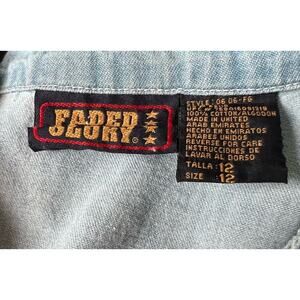 FADED
GLORY®
STYLE: 06 06-FG
100% COTTON/ALGODON
MADE IN UNITED
ARAB EMIRATES
HECHO EN EMIRATOS
ARABES UNIDOS
REVERSE FOR CARE
INSTRUCCIONES DE
LAVAR AL DORSO
TALLA: 12
SIZE: 12